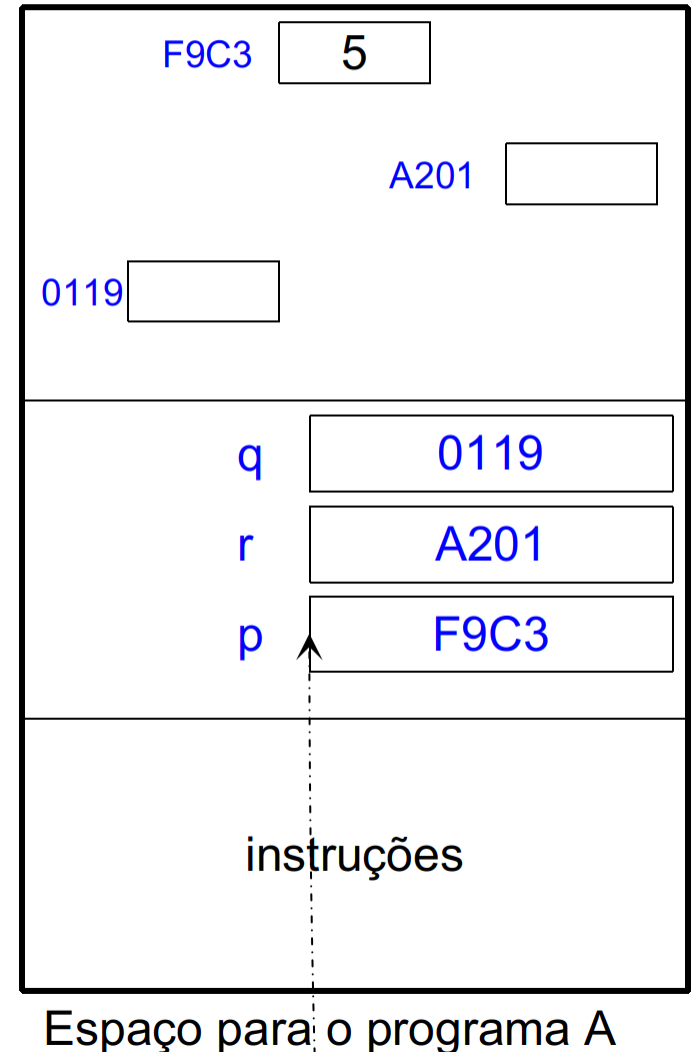 F9C3 5
A201
0119
q 0119
r A201
p F9C3
instruções
Espaço para o programa A